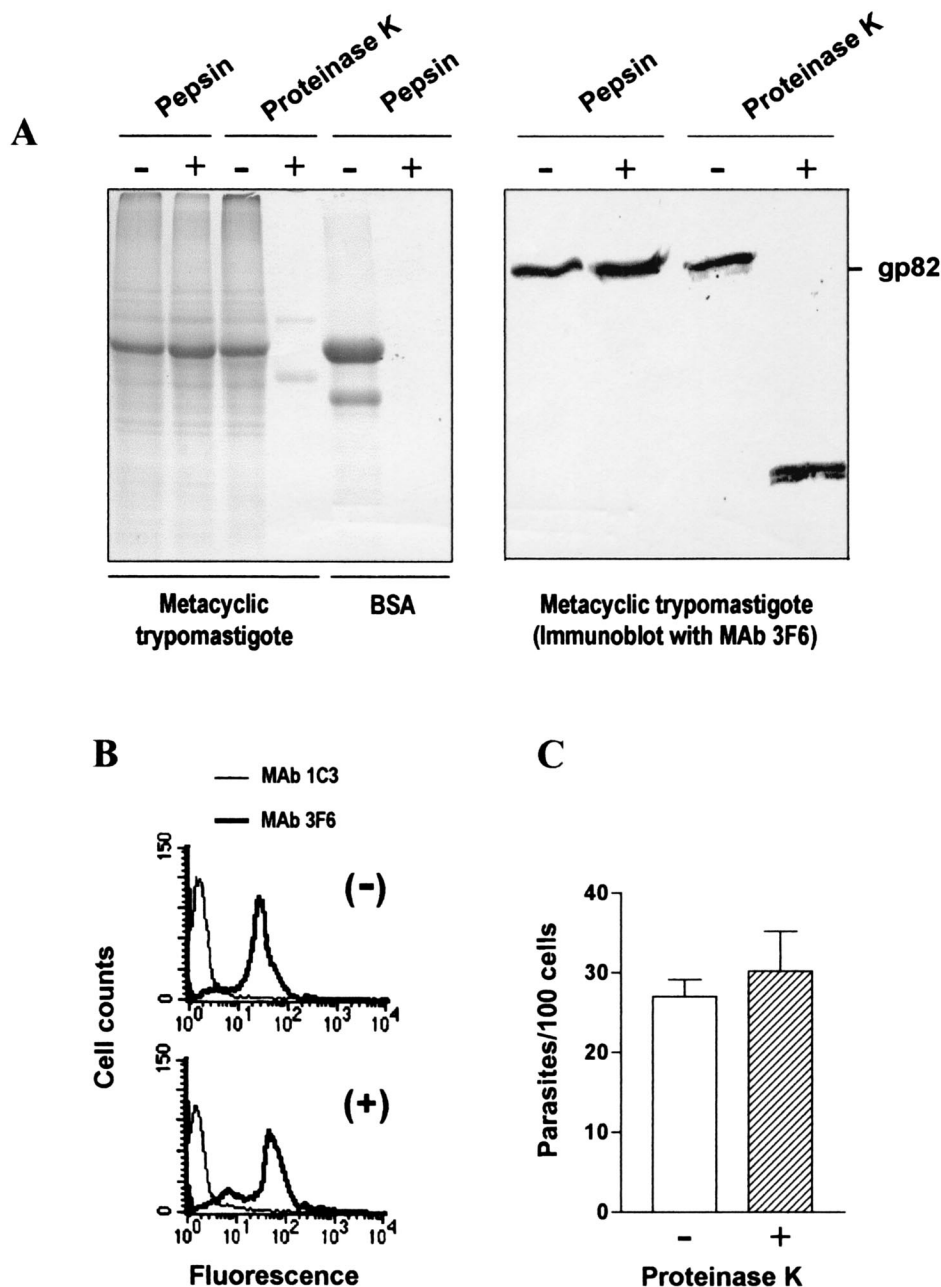 A
Pepsin Proteinase K Pepsin
- + - + - +
Metacyclic
trypomastigote
BSA
Pepsin Proteinase K
- + - +
gp82
Metacyclic trypomastigote
(Immunoblot with MAb 3F6)
B
MAb 1C3
MAb 3F6
150
(-)
0
10⁰ 10¹ 10² 10³ 10⁴
150
(+)
0
10⁰ 10¹ 10² 10³ 10⁴
Cell counts
Fluorescence
C
40
30
20
10
0
Parasites/100 cells
- +
Proteinase K